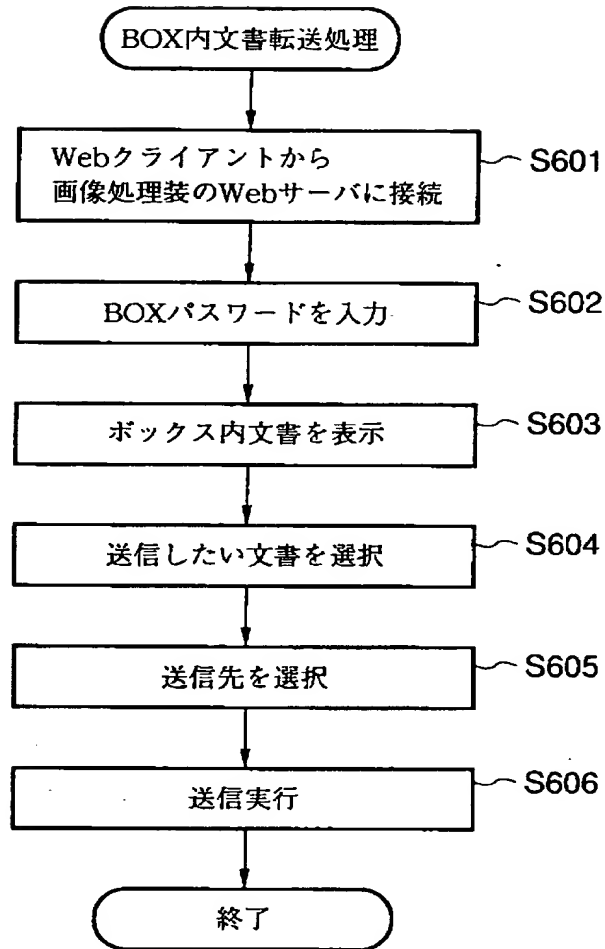 BOX内文書転送処理
Webクライアントから
画像処理装のWebサーバに接続
S601
BOXパスワードを入力
S602
ボックス内文書を表示
S603
送信したい文書を選択
S604
送信先を選択
S605
送信実行
S606
終了